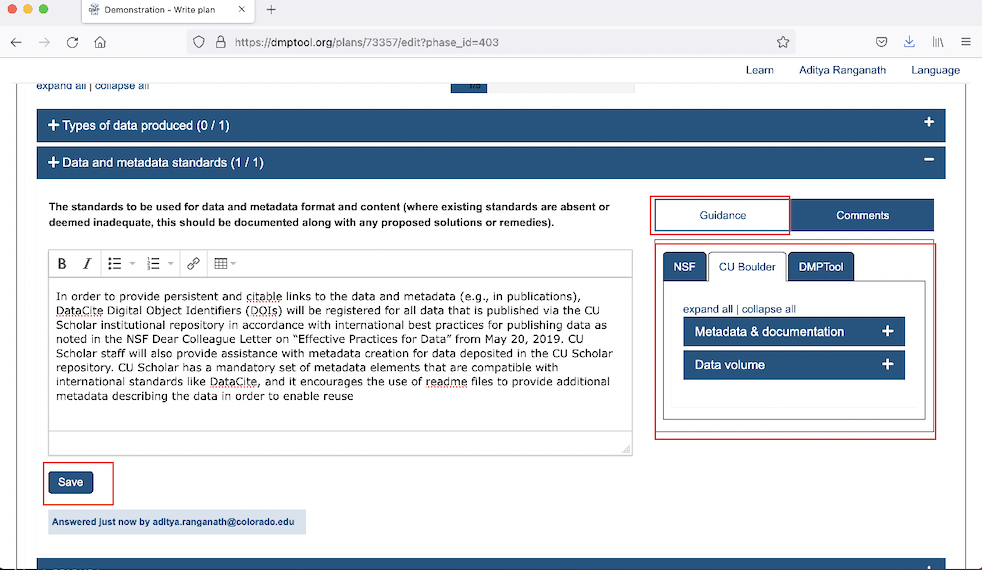 Demonstration - Write plan
https://dmptool.org/plans/73357/edit?phase_id=403
Learn Aditya Ranganath Language
expand all | collapse all
1/5
Types of data produced (0 / 1)
Data and metadata standards (1 / 1)
The standards to be used for data and metadata format and content (where existing standards are absent or
deemed inadequate, this should be documented along with any proposed solutions or remedies).
B I
In order to provide persistent and citable links to the data and metadata (e.g., in publications),
DataCite Digital Object Identifiers (DOIs) will be registered for all data that is published via the CU
Scholar institutional repository in accordance with international best practices for publishing data as
noted in the NSF Dear Colleague Letter on “Effective Practices for Data” from May 20, 2019. CU
Scholar staff will also provide assistance with metadata creation for data deposited in the CU Scholar
repository. CU Scholar has a mandatory set of metadata elements that are compatible with
international standards like DataCite, and it encourages the use of readme files to provide additional
metadata describing the data in order to enable reuse
Save
Answered just now by aditya.ranganath@colorado.edu
Guidance Comments
NSF CU Boulder DMPTool
expand all | collapse all
Metadata & documentation
Data volume